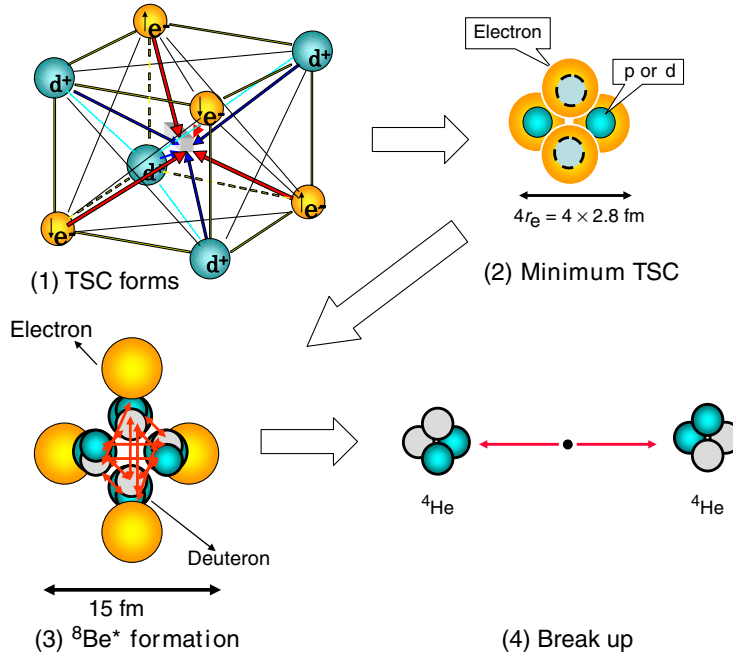 ↑e-
d+
d+
↓e-
d
↓e-
↑e-
d+
(1) TSC forms
Electron
p or d
4rₑ = 4 × 2.8 fm
(2) Minimum TSC
Electron
Deuteron
15 fm
(3) ⁸Be* formation
⁴He
⁴He
(4) Break up